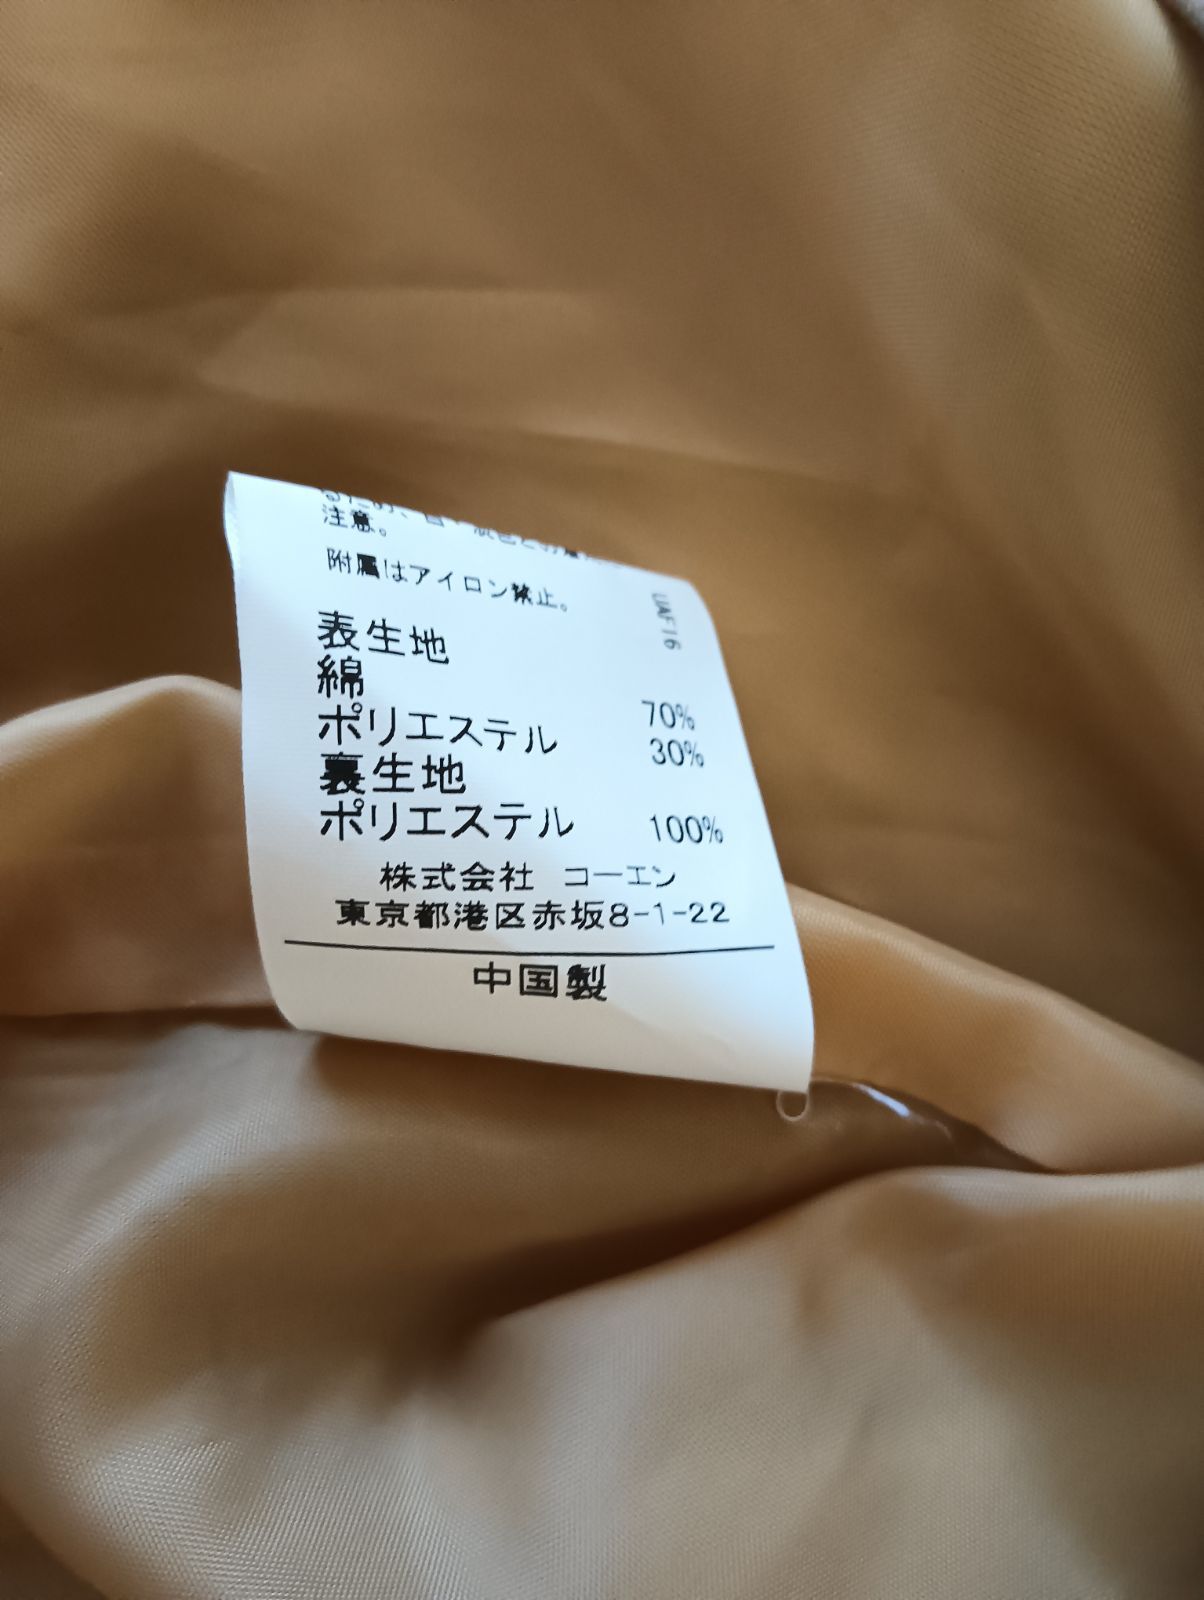 注意。
附属はアイロン禁止。
UAF16
表生地
綿 70%
ポリエステル 30%
裏生地
ポリエステル 100%
株式会社 コーエン
東京都港区赤坂8-1-22
中国製